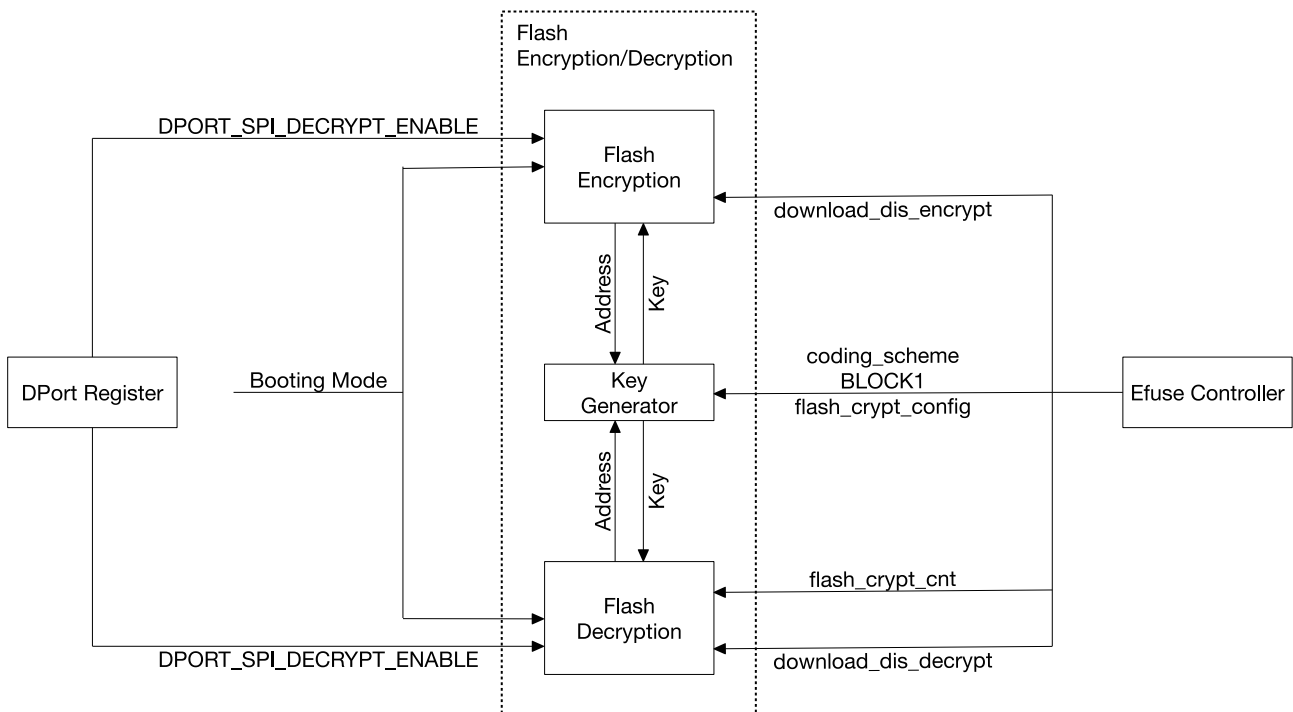 Flash
Encryption/Decryption
DPORT_SPI_DECRYPT_ENABLE
Flash
Encryption
download_dis_encrypt
Address
Key
DPort Register
Booting Mode
Key
Generator
coding_scheme
BLOCK1
flash_crypt_config
Efuse Controller
Address
Key
flash_crypt_cnt
Flash
Decryption
DPORT_SPI_DECRYPT_ENABLE
download_dis_decrypt